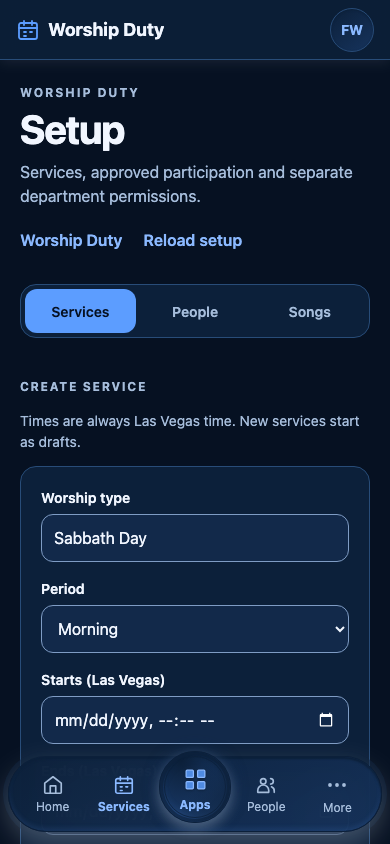 Worship Duty
FW
WORSHIP DUTY
Setup
Services, approved participation and separate
department permissions.
Worship Duty
Reload setup
Services
People
Songs
CREATE SERVICE
Times are always Las Vegas time. New services start
as drafts.
Worship type
Sabbath Day
Period
Morning
Starts (Las Vegas)
mm/dd/yyyy, --:-- --
Home
Services
Apps
People
More